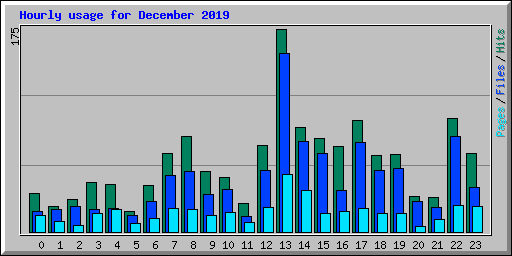 Hourly usage for December 2019
175
Pages/Files/Hits
0 1 2 3 4 5 6 7 8 9 10 11 12 13 14 15 16 17 18 19 20 21 22 23